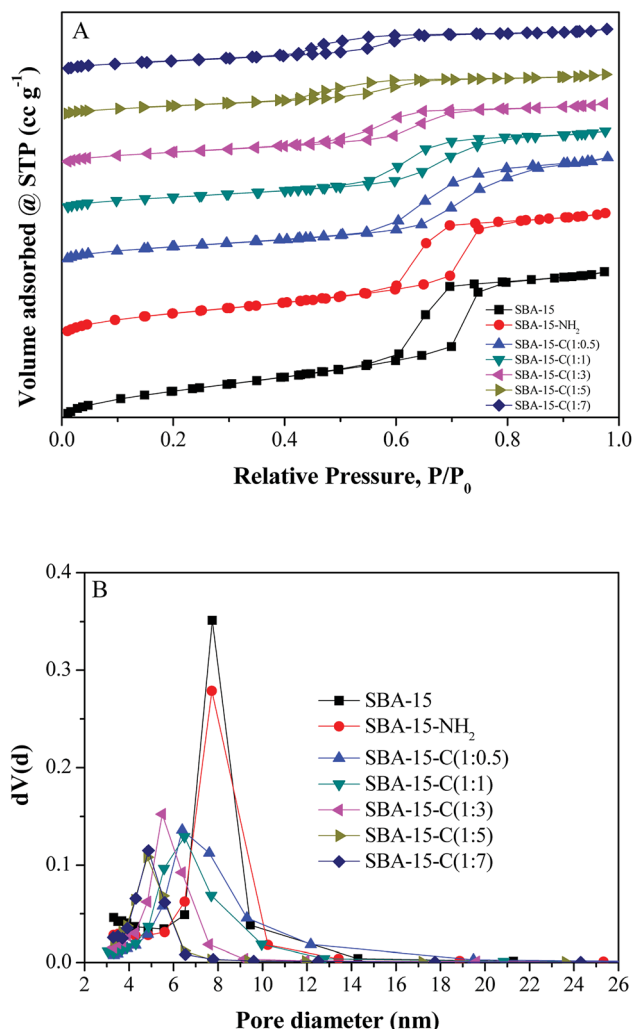 A
Volume adsorbed @ STP (cc g⁻¹)
SBA-15
SBA-15-NH₂
SBA-15-C(1:0.5)
SBA-15-C(1:1)
SBA-15-C(1:3)
SBA-15-C(1:5)
SBA-15-C(1:7)
0.0 0.2 0.4 0.6 0.8 1.0
Relative Pressure, P/P₀
B
dV(d)
0.4
0.3
0.2
0.1
0.0
SBA-15
SBA-15-NH₂
SBA-15-C(1:0.5)
SBA-15-C(1:1)
SBA-15-C(1:3)
SBA-15-C(1:5)
SBA-15-C(1:7)
2 4 6 8 10 12 14 16 18 20 22 24 26
Pore diameter (nm)